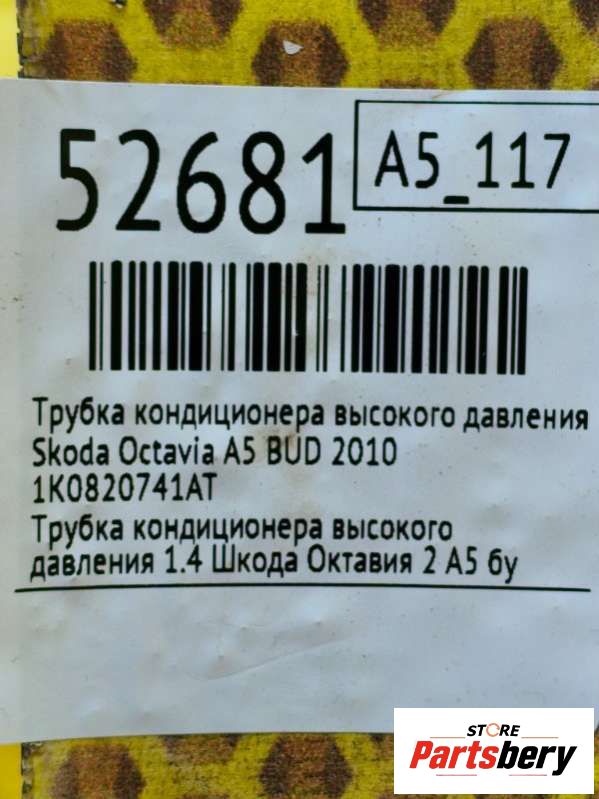 52681
A5_117
Трубка кондиционера высокого давления
Skoda Octavia A5 BUD 2010
1K0820741AT
Трубка кондиционера высокого
давления 1.4 Шкода Октавия 2 А5 бу
STORE
Partsbery